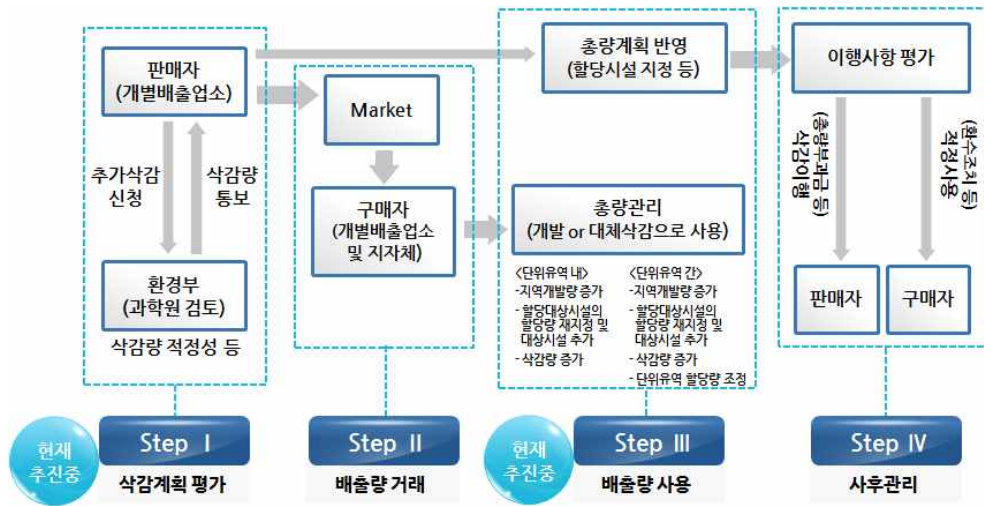 판매자
(개별배출업소)
추가삭감
신청
삭감량
통보
환경부
(과학원 검토)
삭감량 적정성 등
Market
구매자
(개별배출업소
및 지자체)
총량계획 반영
(할당시설 지정 등)
총량관리
(개발 or 대체삭감으로 사용)
<단위유역 내>
-지역개발량 증가
- 할당대상시설의
할당량 재지정 및
대상시설 추가
- 삭감량 증가
<단위유역 간>
-지역개발량 증가
- 할당대상시설의
할당량 재지정 및
대상시설 추가
- 삭감량 증가
- 단위유역 할당량 조정
이행사항 평가
삭감이행
(총량부과금 등)
적정사용
(환수조치 등)
판매자
구매자
현재
추진중
Step Ⅰ
삭감계획 평가
Step Ⅱ
배출량 거래
현재
추진중
Step Ⅲ
배출량 사용
Step Ⅳ
사후관리